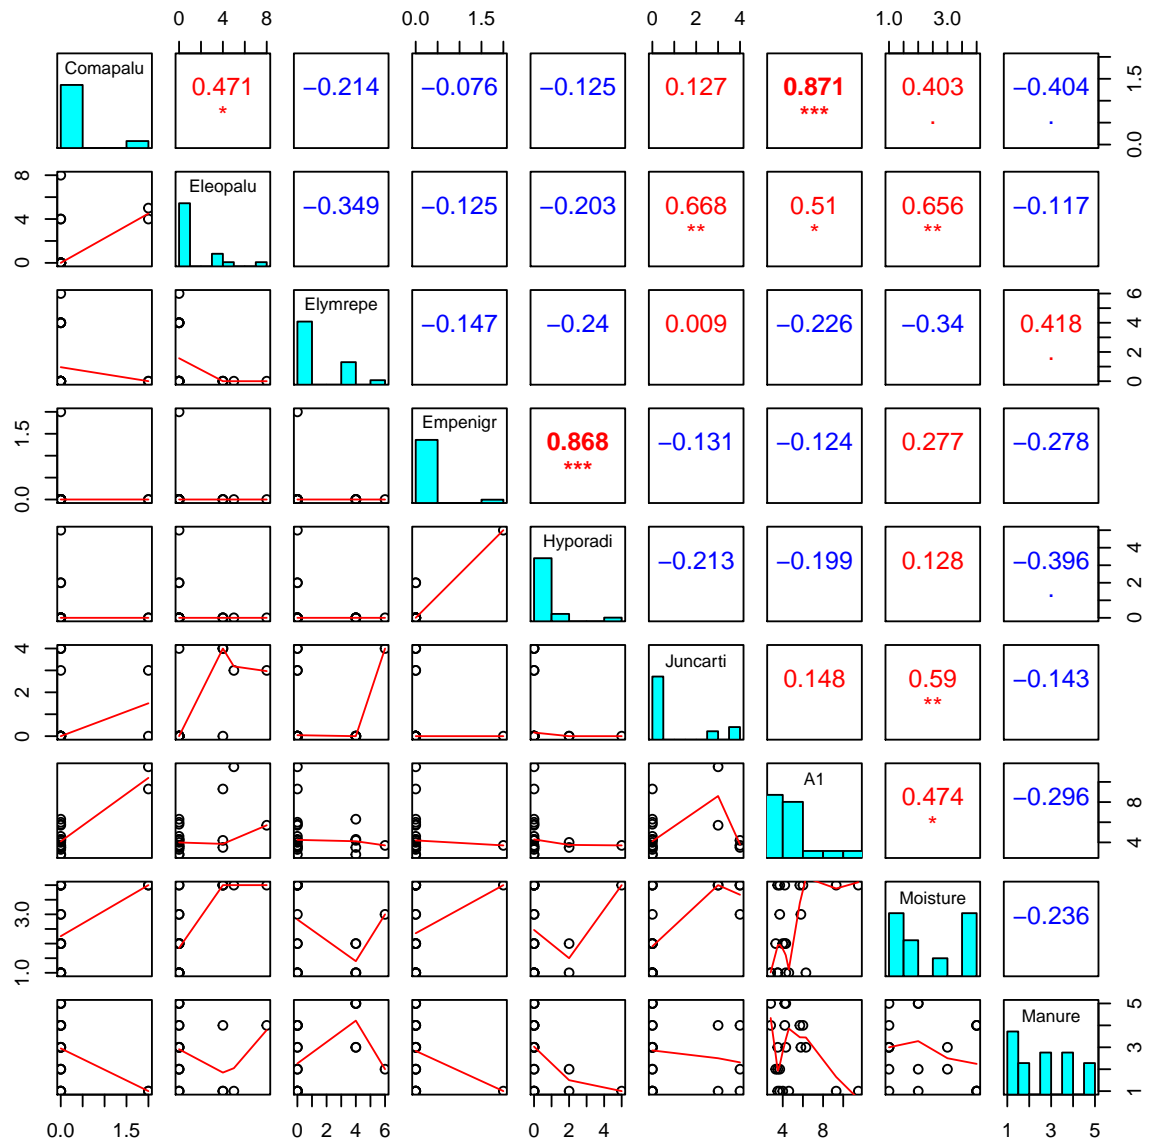 0 4 8 0.0 1.5 0 2 4 1.0 3.0
Comapalu 0.471 −0.214 −0.076 −0.125 0.127 0.871 0.403 −0.404
* *** . .
0.0 1.5
Eleopalu −0.349 −0.125 −0.203 0.668 0.51 0.656 −0.117
** * **
0 4 8
Elymrepe −0.147 −0.24 0.009 −0.226 −0.34 0.418
.
0 2 4 6
Empenigr 0.868 −0.131 −0.124 0.277 −0.278
***
0.0 1.5
Hyporadi −0.213 −0.199 0.128 −0.396
.
0 2 4
Juncarti 0.148 0.59 −0.143
**
0 2 4
A1 0.474 −0.296
*
4 8
Moisture −0.236
1.0 3.0
Manure
1 3 5
0.0 1.5 0 2 4 6 0 2 4 4 8 1 2 3 4 5